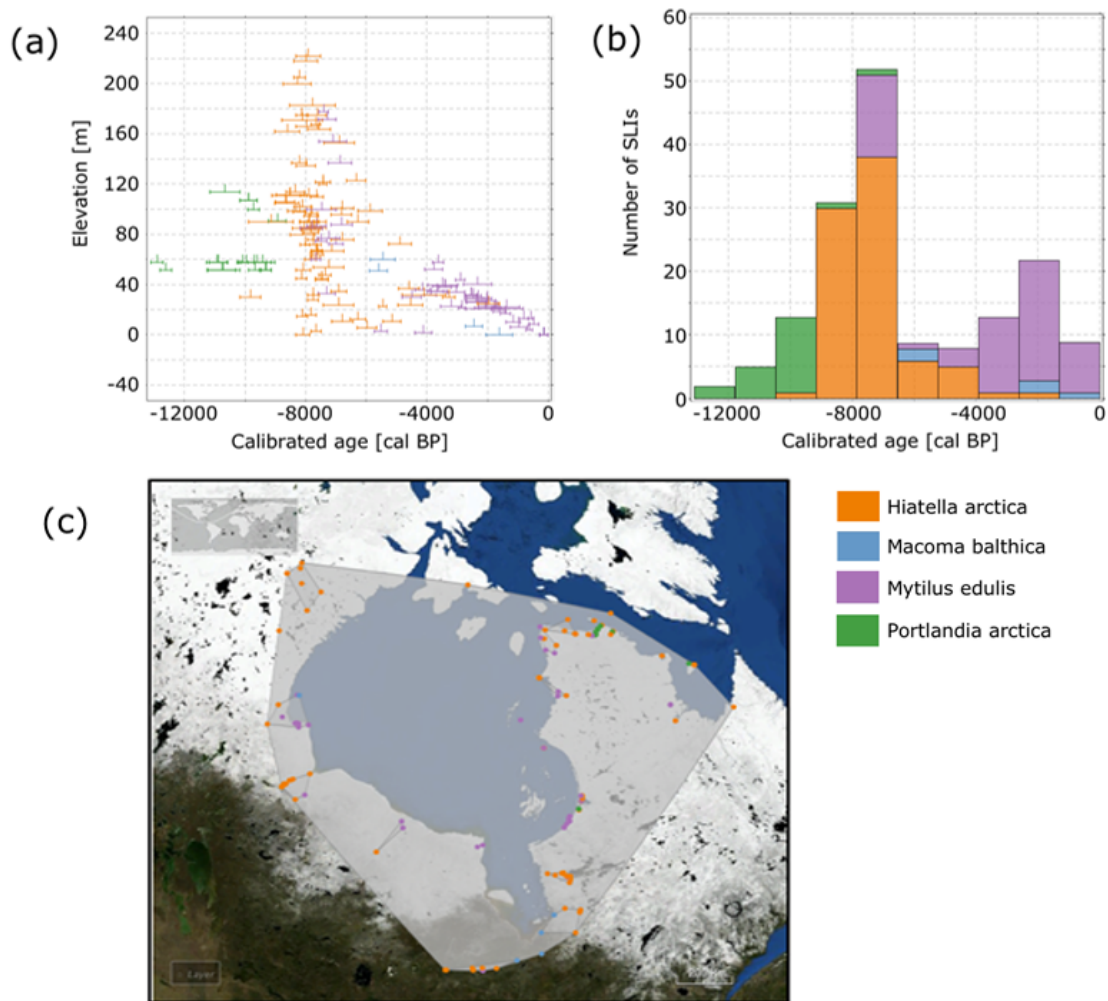 (a)
240
200
160
120
80
40
0
-40
Elevation [m]
-12000 -8000 -4000 0
Calibrated age [cal BP]
(b)
60
50
40
30
20
10
0
Number of SLIs
-12000 -8000 -4000 0
Calibrated age [cal BP]
(c)
Layer
Hiatella arctica
Macoma balthica
Mytilus edulis
Portlandia arctica